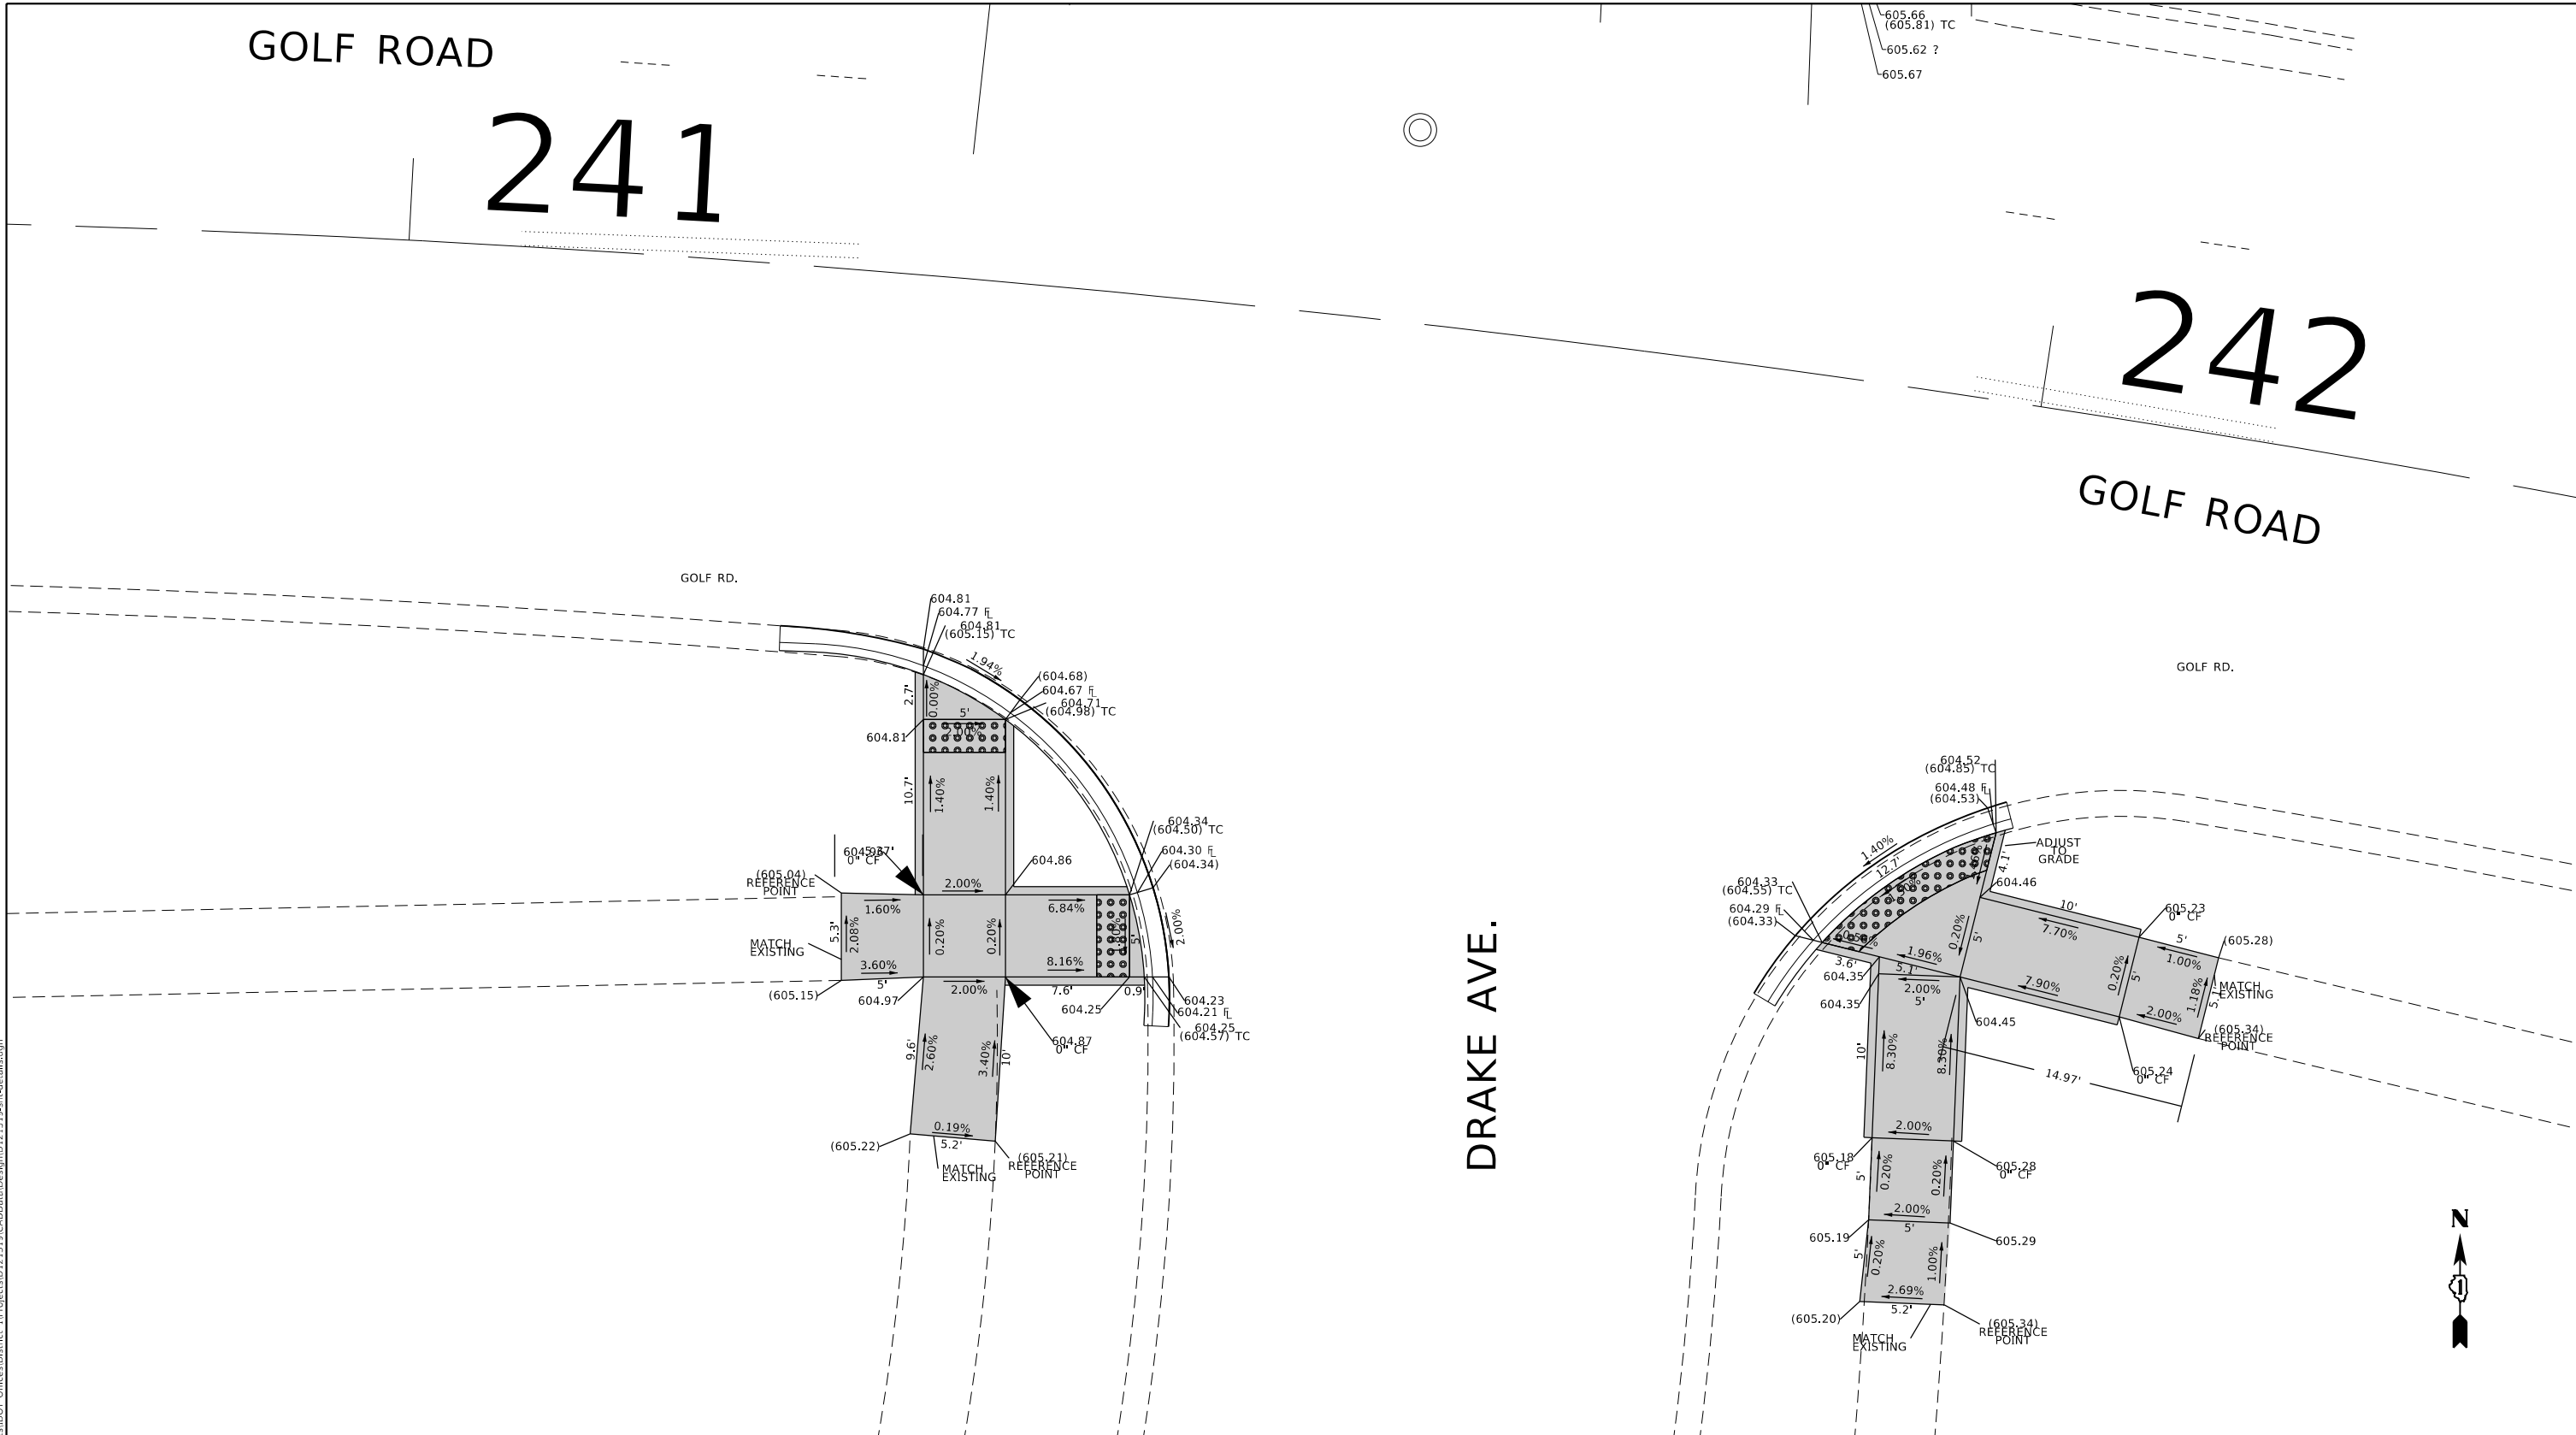 605.66
(605.81) TC
605.62 ?
605.67
GOLF ROAD
241
242
GOLF ROAD
GOLF RD.
GOLF RD.
604.81
604.77 FL
604.81
(605.15) TC
1.94%
(604.68)
604.67 FL
604.71
(604.98) TC
2.7'
0.00%
5'
2.00%
604.81
10.7'
1.40%
1.40%
0" CF
604.86
(605.04)
REFERENCE
POINT
2.00%
1.60%
6.84%
5.3'
2.08%
0.20%
0.20%
5'
2.00%
MATCH
EXISTING
3.60%
8.16%
5'
2.00%
7.6'
0.9'
(605.15)
604.97
604.25
604.34
(604.50) TC
604.30 FL
(604.34)
604.23
604.21 FL
604.25
(604.57) TC
604.87
0" CF
9.6'
2.60%
3.40%
10'
0.19%
5.2'
(605.22)
(605.21)
REFERENCE
POINT
MATCH
EXISTING
DRAKE AVE.
604.52
(604.85) TC
604.48 FL
(604.53)
1.40%
12.7'
ADJUST
TO
GRADE
4.1'
604.46
604.33
(604.55) TC
604.29 FL
(604.33)
10'
7.70%
605.23
0" CF
5'
1.00%
(605.28)
0.20%
5'
1.96%
3.6'
5.1'
604.35
2.00%
5'
604.35
604.45
7.90%
0.20%
5'
2.00%
1.18%
5.1'
MATCH
EXISTING
(605.34)
REFERENCE
POINT
605.24
0" CF
14.97'
10'
8.30%
8.30%
2.00%
605.18
0" CF
605.28
0" CF
5'
0.20%
0.20%
2.00%
5'
605.19
605.29
5'
0.20%
1.00%
2.69%
5.2'
(605.20)
(605.34)
REFERENCE
POINT
MATCH
EXISTING
N
1